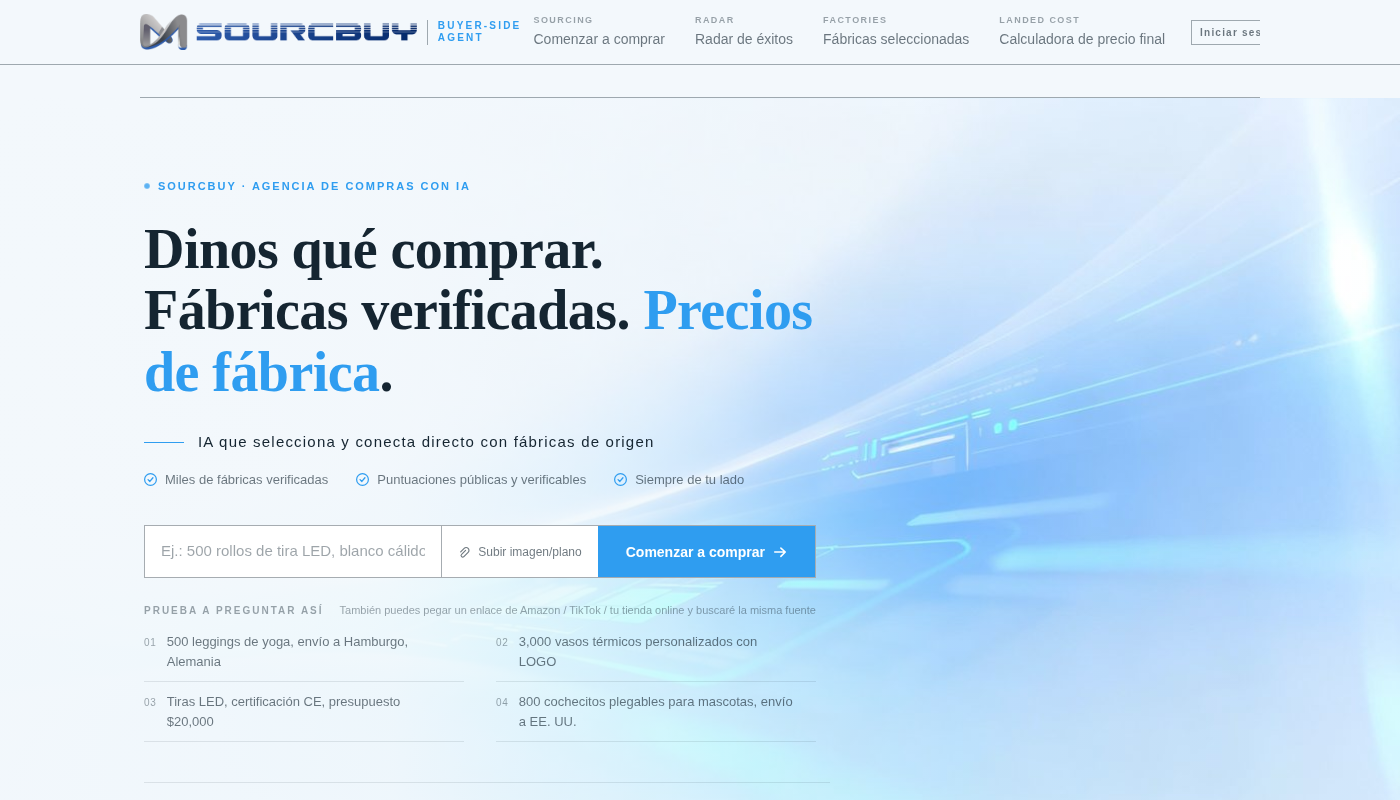 SOURCBUY
BUYER-SIDE
AGENT
SOURCING
Comenzar a comprar
RADAR
Radar de éxitos
FACTORIES
Fábricas seleccionadas
LANDED COST
Calculadora de precio final
Iniciar ses
SOURCBUY · AGENCIA DE COMPRAS CON IA
Dinos qué comprar.
Fábricas verificadas. Precios
de fábrica.
IA que selecciona y conecta directo con fábricas de origen
Miles de fábricas verificadas
Puntuaciones públicas y verificables
Siempre de tu lado
Ej.: 500 rollos de tira LED, blanco cálido
Subir imagen/plano
Comenzar a comprar
PRUEBA A PREGUNTAR ASÍ
También puedes pegar un enlace de Amazon / TikTok / tu tienda online y buscaré la misma fuente
01 500 leggings de yoga, envío a Hamburgo,
Alemania
02 3,000 vasos térmicos personalizados con
LOGO
03 Tiras LED, certificación CE, presupuesto
$20,000
04 800 cochecitos plegables para mascotas, envío
a EE. UU.